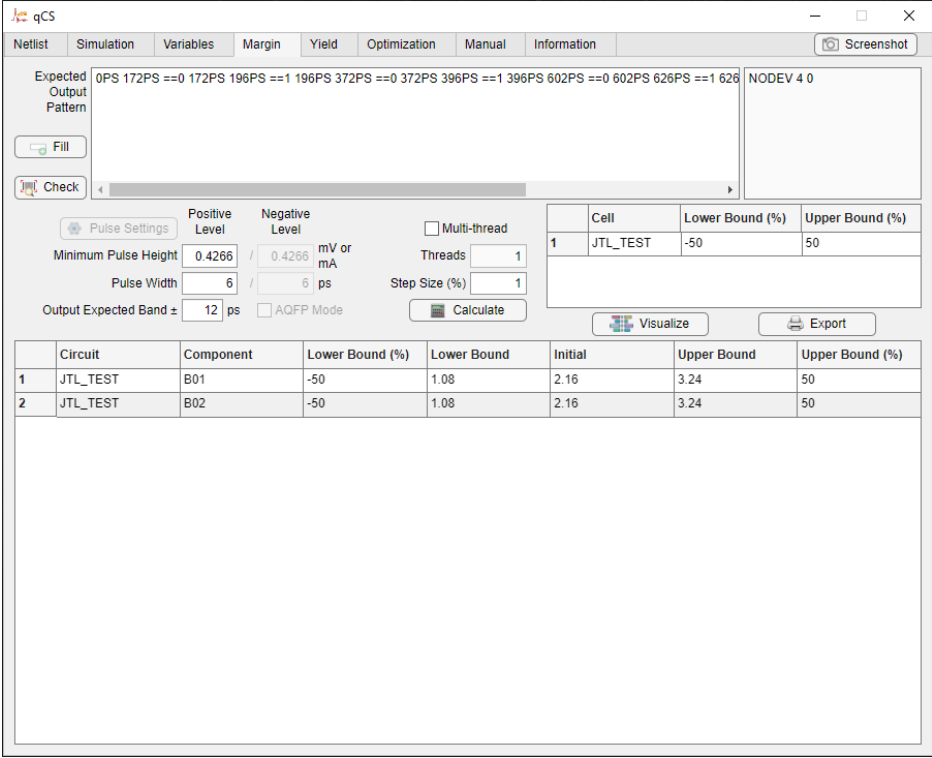 qCS
Netlist Simulation Variables Margin Yield Optimization Manual Information Screenshot
Expected Output Pattern
0PS 172PS ==0 172PS 196PS ==1 196PS 372PS ==0 372PS 396PS ==1 396PS 602PS ==0 602PS 626PS ==1 626
NODEV 4 0
Fill
Check
Pulse Settings
Positive Level
Negative Level
Minimum Pulse Height 0.4266 / 0.4266 mV or mA
Pulse Width 6 / 6 ps
Output Expected Band ± 12 ps AQFP Mode
Multi-thread
Threads 1
Step Size (%) 1
Calculate
Cell Lower Bound (%) Upper Bound (%)
1 JTL_TEST -50 50
Visualize Export
Circuit Component Lower Bound (%) Lower Bound Initial Upper Bound Upper Bound (%)
1 JTL_TEST B01 -50 1.08 2.16 3.24 50
2 JTL_TEST B02 -50 1.08 2.16 3.24 50